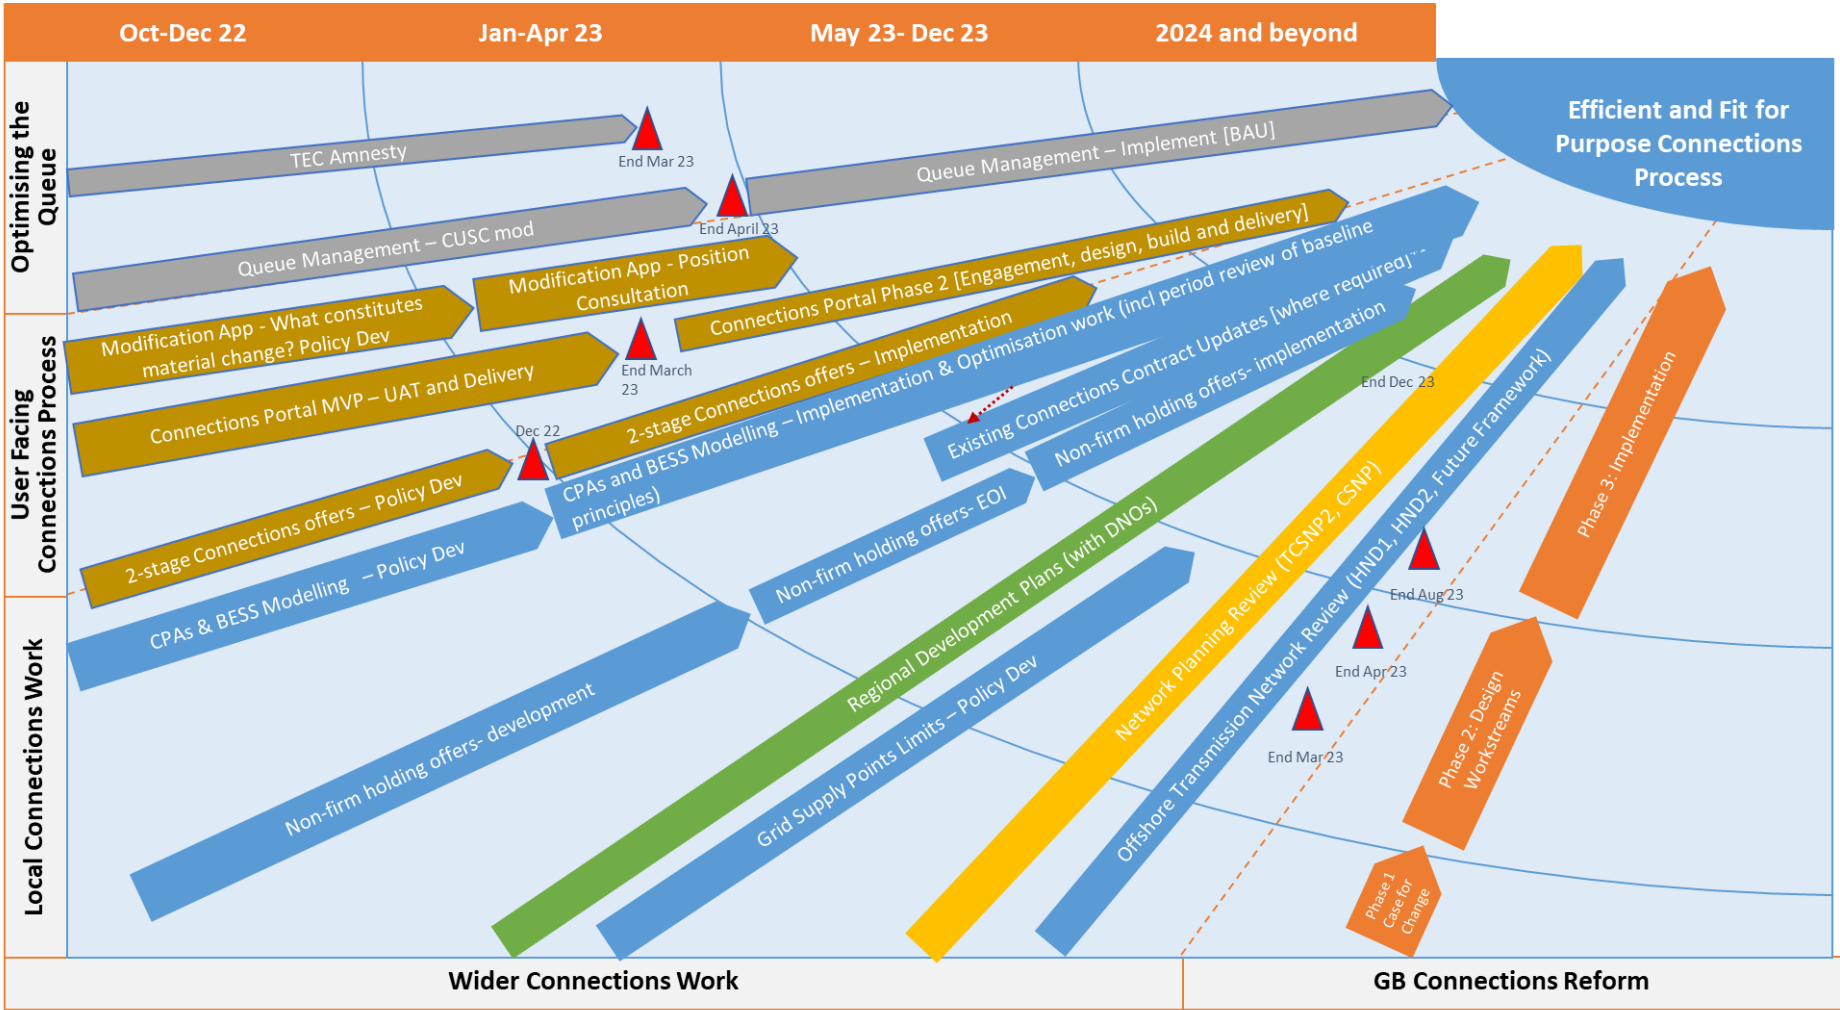 Oct-Dec 22
Jan-Apr 23
May 23- Dec 23
2024 and beyond
Efficient and Fit for
Purpose Connections
Process
Optimising the
Queue
TEC Amnesty
End Mar 23
Queue Management – Implement [BAU]
Queue Management – CUSC mod
End April 23
User Facing
Connections Process
Modification App - What constitutes
material change? Policy Dev
Modification App - Position
Consultation
Connections Portal Phase 2 [Engagement, design, build and delivery]
Connections Portal MVP – UAT and Delivery
End March
23
2-stage Connections offers – Policy Dev
Dec 22
2-stage Connections offers – Implementation
Local Connections Work
CPAs & BESS Modelling – Policy Dev
CPAs and BESS Modelling – Implementation & Optimisation work (incl period review of baseline
principles)
Existing Connections Contract Updates [where required]...
Non-firm holding offers- development
Non-firm holding offers- EOI
Non-firm holding offers- implementation
Regional Development Plans (with DNOs)
End Dec 23
Grid Supply Points Limits – Policy Dev
Network Planning Review (TCSNP2, CSNP)
Offshore Transmission Network Review (HND1, HND2, Future Framework)
End Aug 23
End Apr 23
End Mar 23
Phase 1
Case for
Change
Phase 2: Design
Workstreams
Phase 3: Implementation
Wider Connections Work
GB Connections Reform